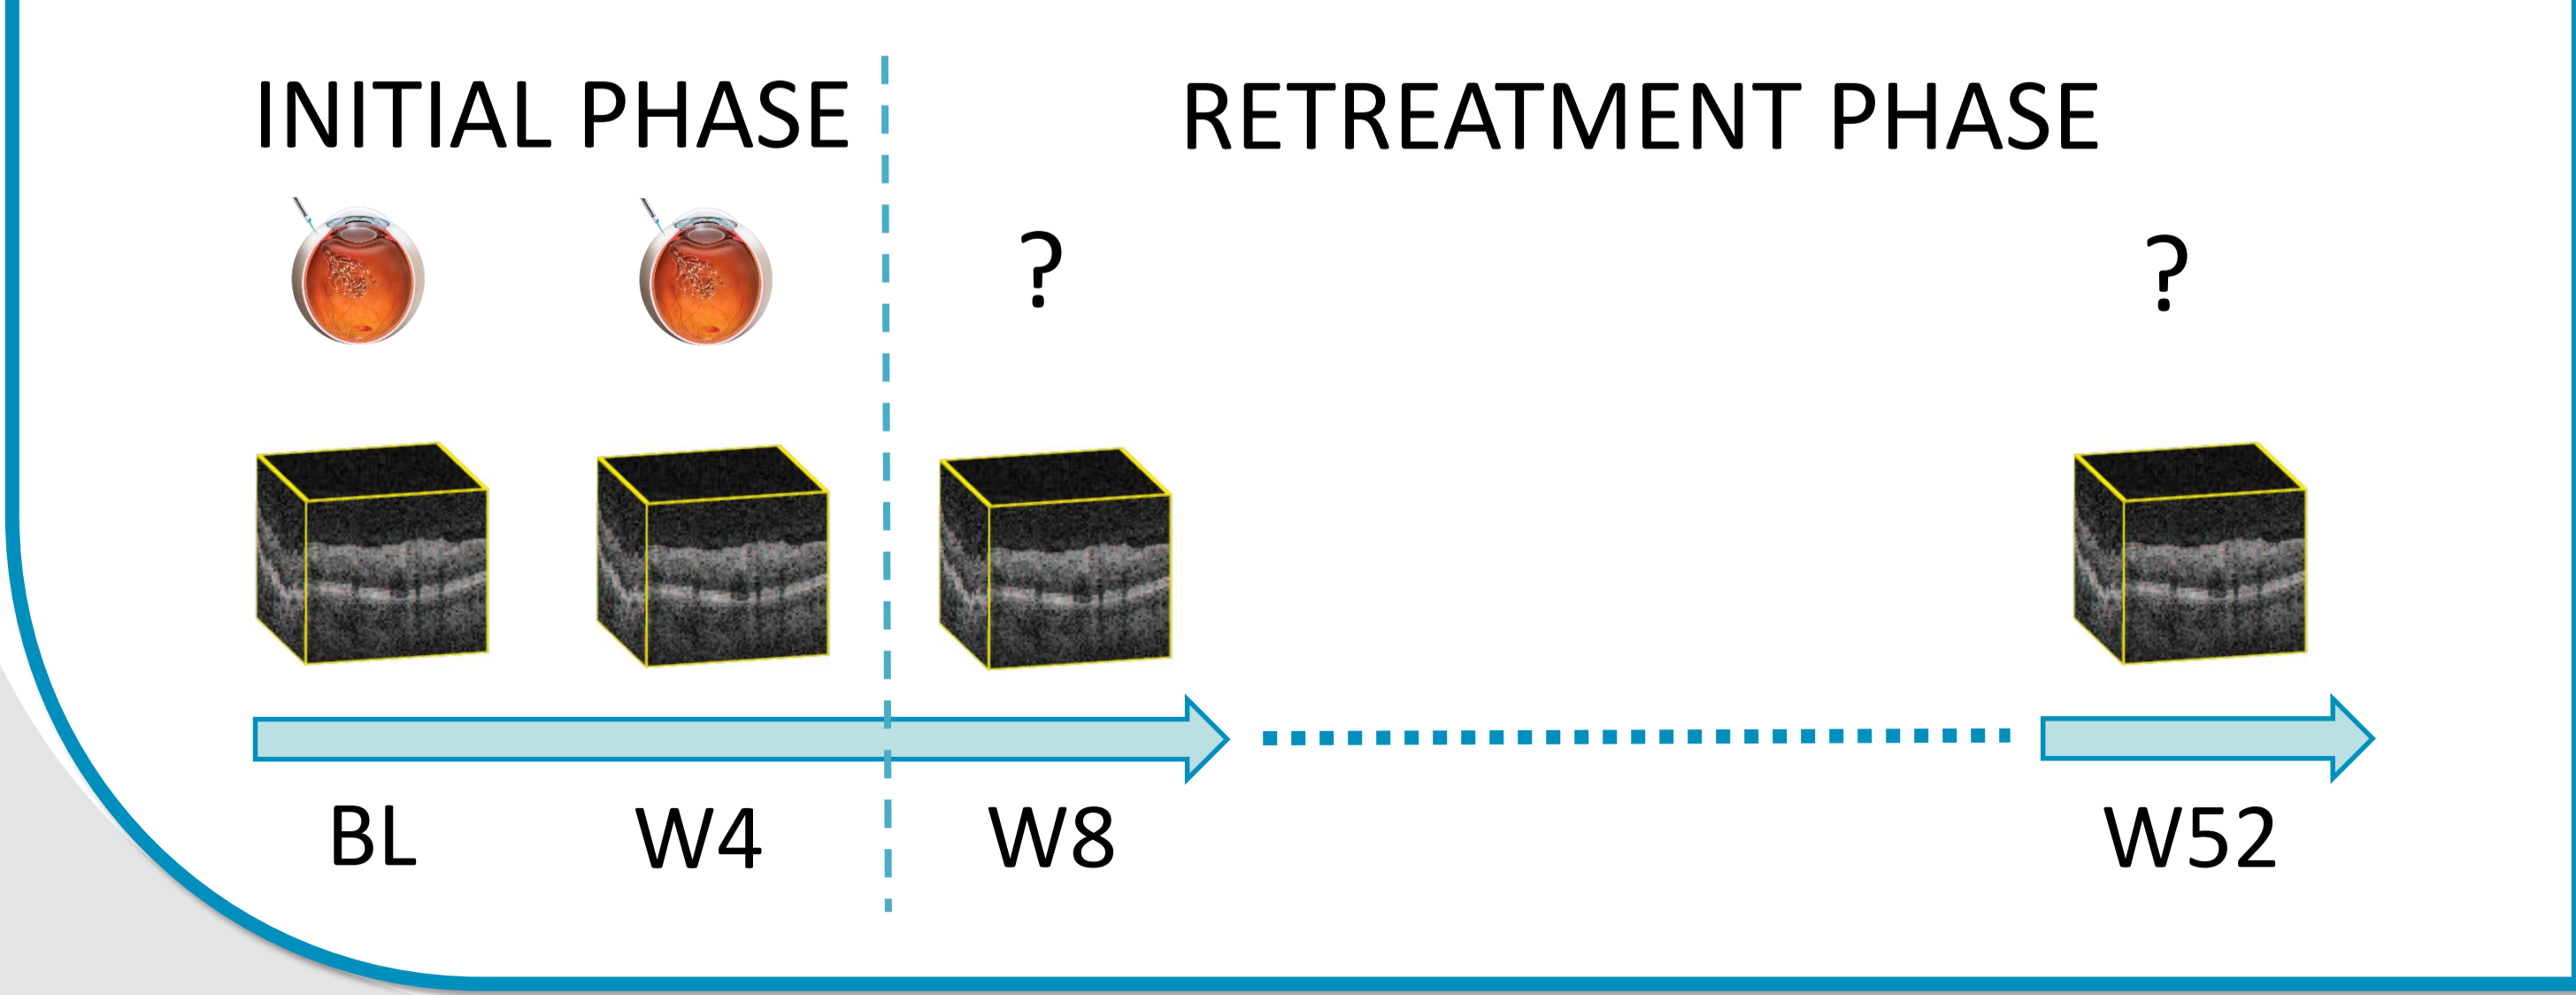 INITIAL PHASE
RETREATMENT PHASE
?
?
BL
W4
W8
W52